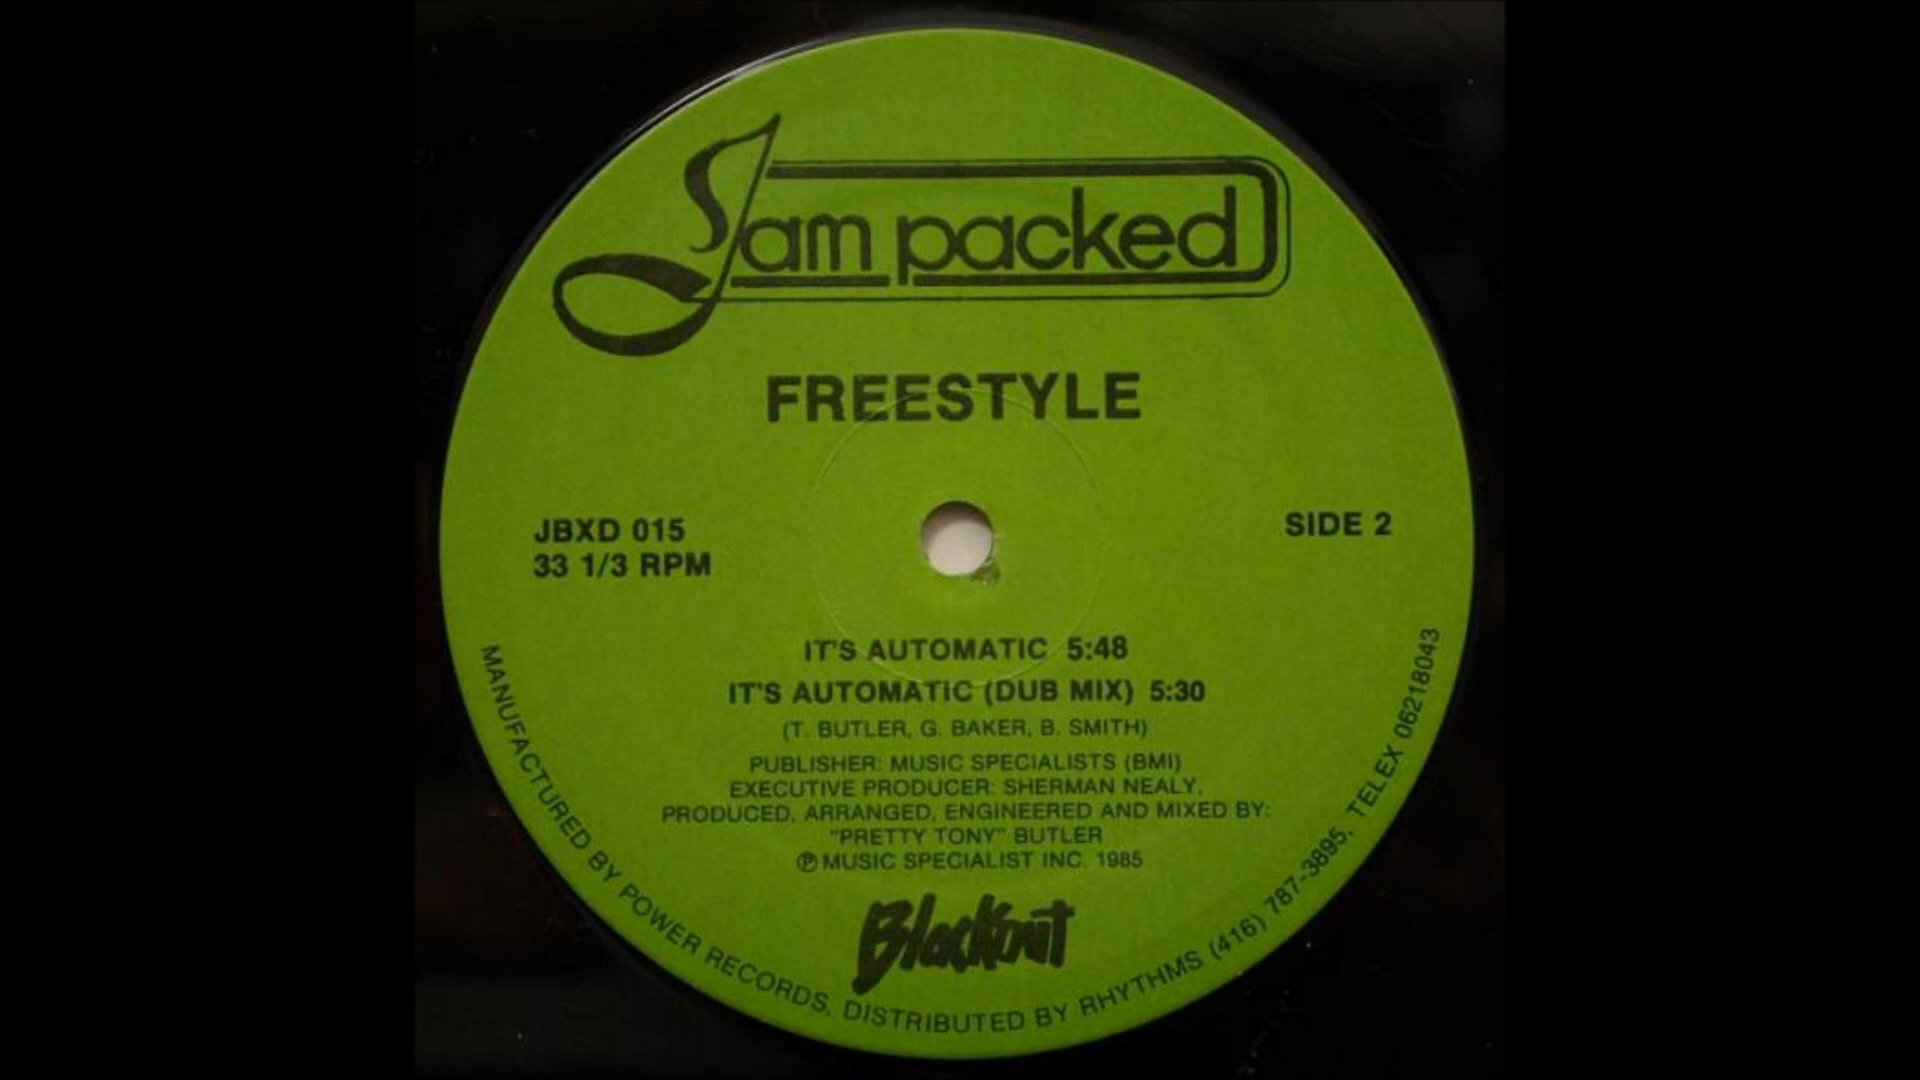 Jam packed
FREESTYLE
JBXD 015
33 1/3 RPM
SIDE 2
IT'S AUTOMATIC 5:48
IT'S AUTOMATIC (DUB MIX) 5:30
(T. BUTLER, G. BAKER, B. SMITH)
PUBLISHER: MUSIC SPECIALISTS (BMI)
EXECUTIVE PRODUCER: SHERMAN NEALY,
PRODUCED, ARRANGED, ENGINEERED AND MIXED BY:
"PRETTY TONY" BUTLER
℗ MUSIC SPECIALIST INC. 1985
Blackout
MANUFACTURED BY POWER RECORDS, DISTRIBUTED BY RHYTHMS (416) 787-3895, TELEX 06218043